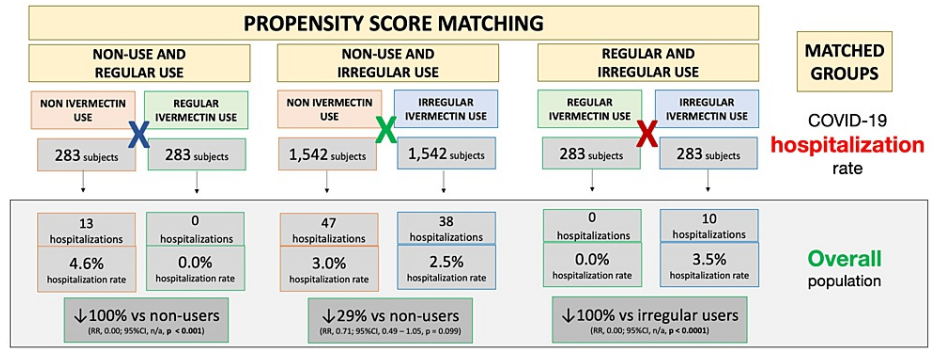 PROPENSITY SCORE MATCHING
NON-USE AND
REGULAR USE
NON-USE AND
IRREGULAR USE
REGULAR AND
IRREGULAR USE
MATCHED
GROUPS
NON IVERMECTIN
USE
REGULAR
IVERMECTIN USE
NON IVERMECTIN
USE
IRREGULAR
IVERMECTIN USE
REGULAR
IVERMECTIN USE
IRREGULAR
IVERMECTIN USE
X
X
X
283 subjects
283 subjects
1,542 subjects
1,542 subjects
283 subjects
283 subjects
COVID-19
hospitalization
rate
13
hospitalizations
0
hospitalizations
47
hospitalizations
38
hospitalizations
0
hospitalizations
10
hospitalizations
4.6%
hospitalization rate
0.0%
hospitalization rate
3.0%
hospitalization rate
2.5%
hospitalization rate
0.0%
hospitalization rate
3.5%
hospitalization rate
Overall
population
↓100% vs non-users
(RR, 0.00; 95%CI, n/a, p < 0.001)
↓29% vs non-users
(RR, 0.71; 95%CI, 0.49 – 1.05, p = 0.099)
↓100% vs irregular users
(RR, 0.00; 95%CI, n/a, p < 0.0001)